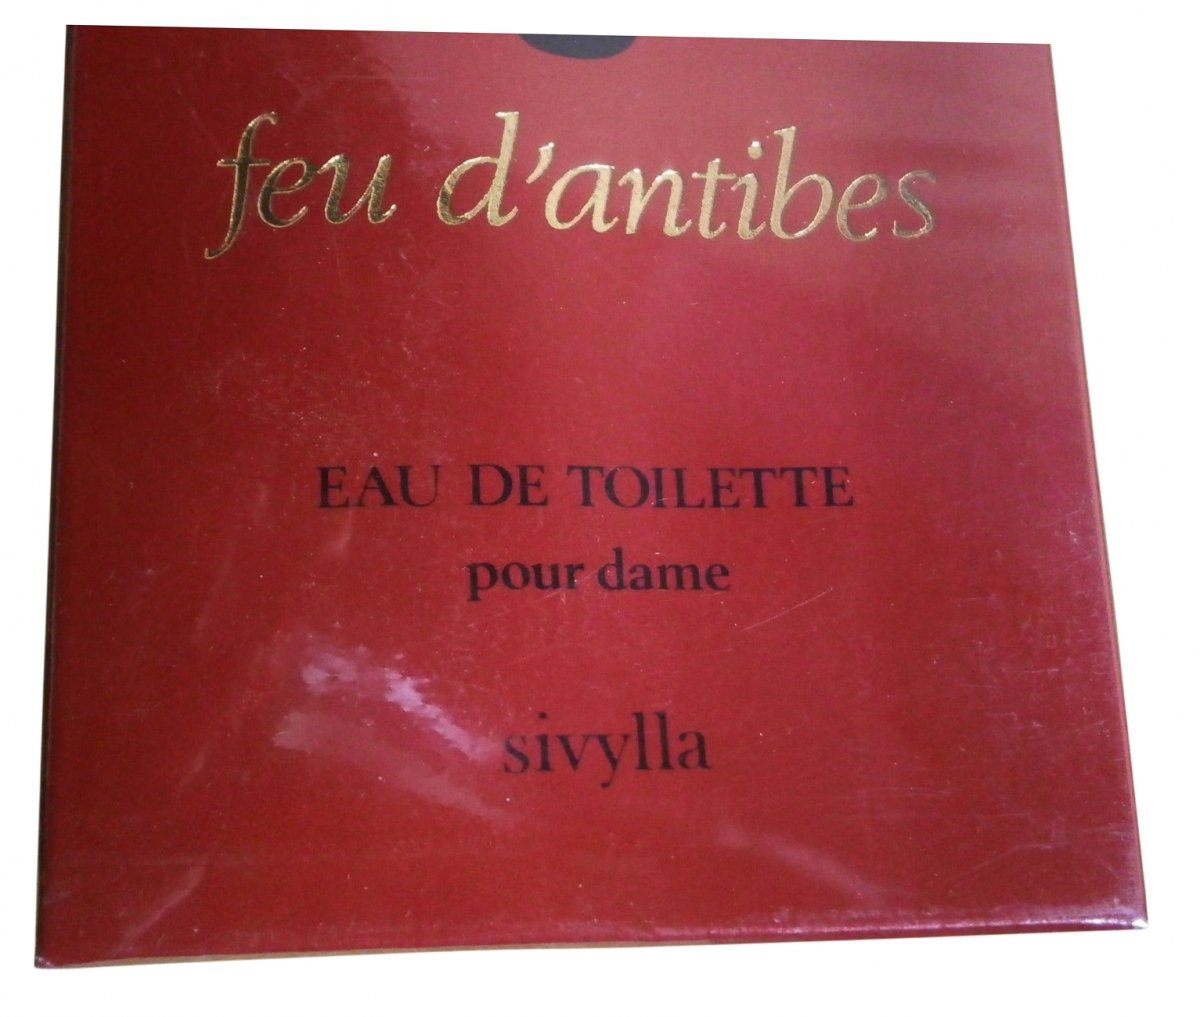 feu d'antibes
EAU DE TOILETTE
pour dame
sivylla